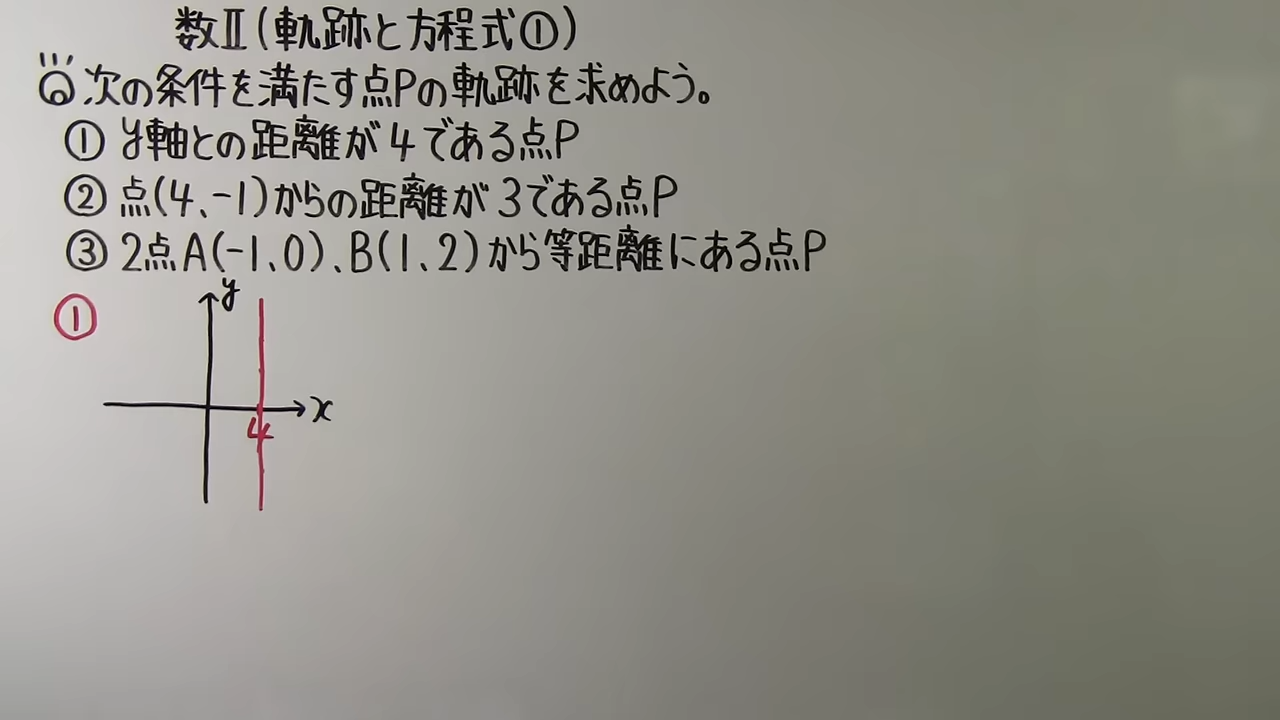 数Ⅱ(軌跡と方程式①)
Q 次の条件を満たす点Pの軌跡を求めよう。
① y軸との距離が4である点P
② 点(4、-1)からの距離が3である点P
③ 2点A(-1、0)、B(1、2)から等距離にある点P
①
y
x
4